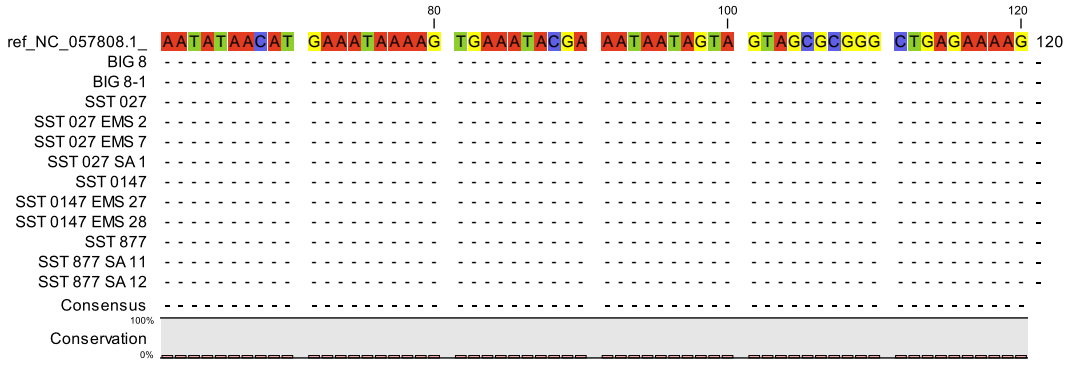 80 100 120
ref_NC_057808.1_ AATATAACAT GAAATAAAAG TGAAATACGA AATAATAGTA GTAGCGCGGG CTGAGAAAAG 120
BIG 8 ---------- ---------- ---------- ---------- ---------- ---------- -
BIG 8-1 ---------- ---------- ---------- ---------- ---------- ---------- -
SST 027 ---------- ---------- ---------- ---------- ---------- ---------- -
SST 027 EMS 2 ---------- ---------- ---------- ---------- ---------- ---------- -
SST 027 EMS 7 ---------- ---------- ---------- ---------- ---------- ---------- -
SST 027 SA 1 ---------- ---------- ---------- ---------- ---------- ---------- -
SST 0147 ---------- ---------- ---------- ---------- ---------- ---------- -
SST 0147 EMS 27 ---------- ---------- ---------- ---------- ---------- ---------- -
SST 0147 EMS 28 ---------- ---------- ---------- ---------- ---------- ---------- -
SST 877 ---------- ---------- ---------- ---------- ---------- ---------- -
SST 877 SA 11 ---------- ---------- ---------- ---------- ---------- ---------- -
SST 877 SA 12 ---------- ---------- ---------- ---------- ---------- ---------- -
Consensus ---------- ---------- ---------- ---------- ---------- ---------- -
100%
Conservation
0%